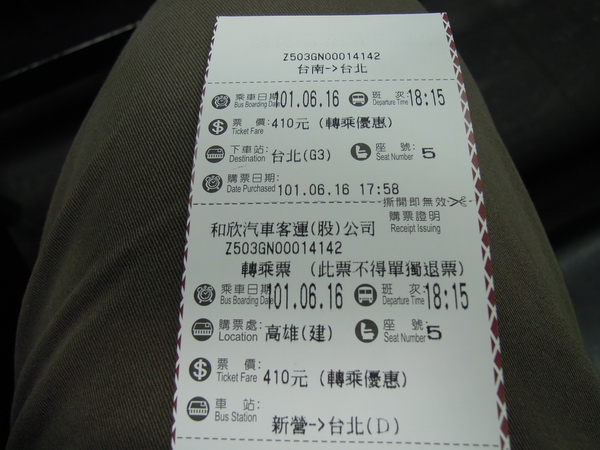 Z503GN00014142
台南->台北
乘車日期 101.06.16 班次 18:15
Bus Boarding Date Departure Time
票價: 410元 (轉乘優惠)
Ticket Fare
下車站: 台北(G3) 座號: 5
Destination Seat Number
購票日期:
Date Purchased 101.06.16 17:58
撕開即無效
和欣汽車客運(股)公司 購票證明
Z503GN00014142 Receipt Issuing
轉乘票 (此票不得單獨退票)
乘車日期 101.06.16 班次 18:15
Bus Boarding Date Departure Time
購票處: 高雄(建) 座號: 5
Location Seat Number
票價: 410元 (轉乘優惠)
Ticket Fare
車站:
Bus Station 新營->台北(D)